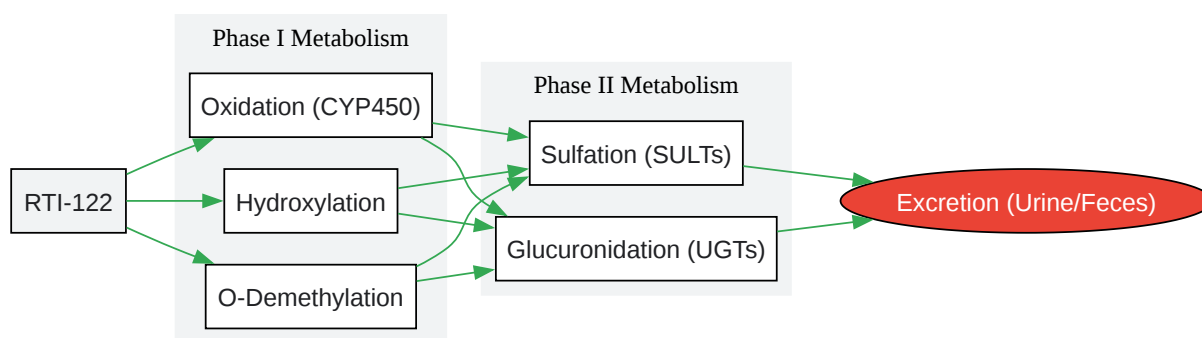 Phase I Metabolism
Phase II Metabolism
Oxidation (CYP450)
Sulfation (SULTs)
RTI-122
Hydroxylation
Excretion (Urine/Feces)
Glucuronidation (UGTs)
O-Demethylation